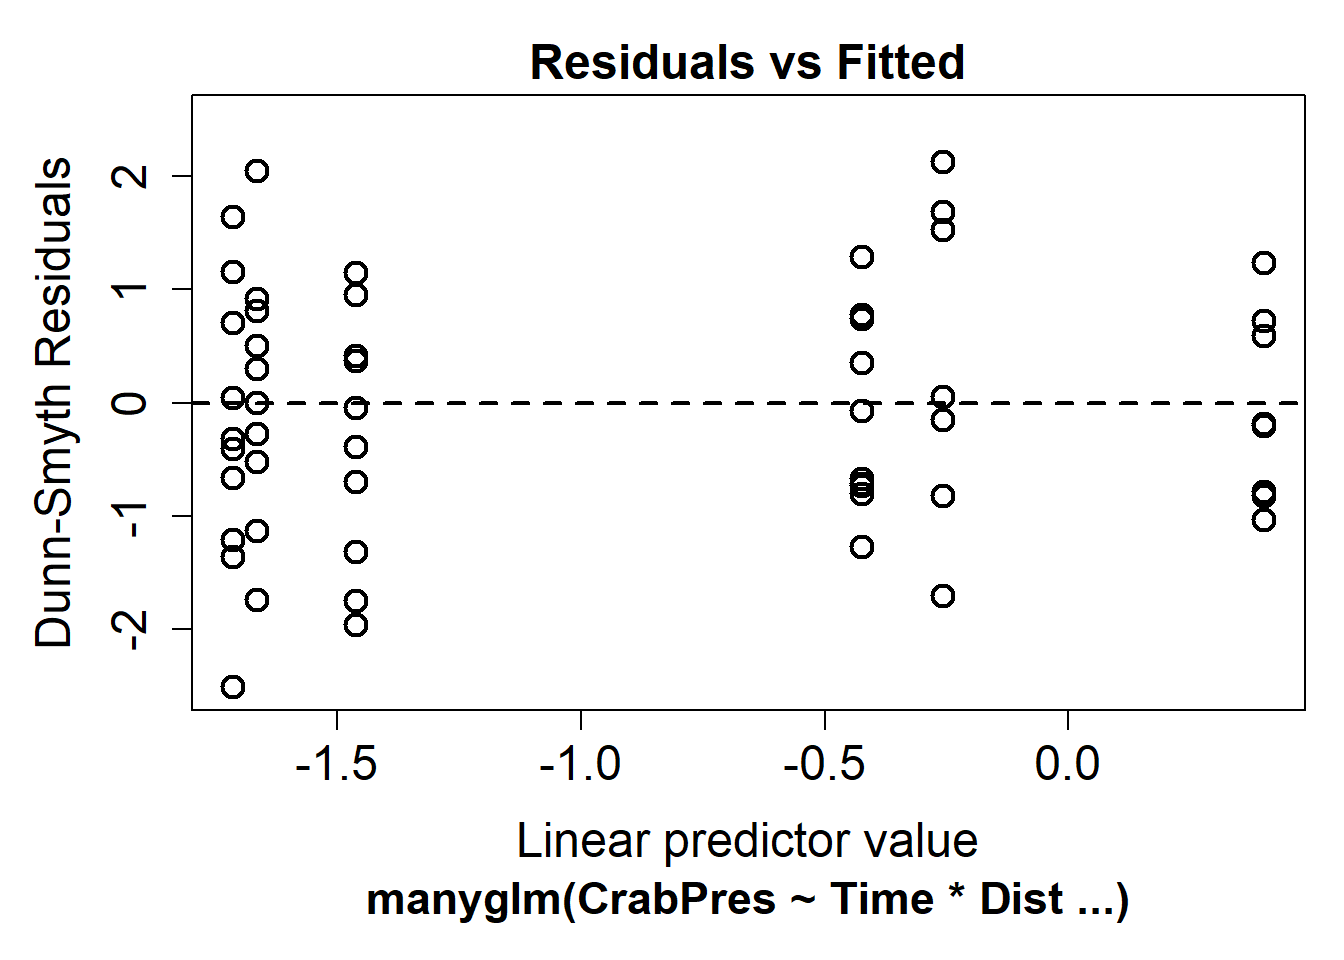 Residuals vs Fitted
Dunn-Smyth Residuals
2
1
0
-1
-2
-1.5 -1.0 -0.5 0.0
Linear predictor value
manyglm(CrabPres ~ Time * Dist ...)